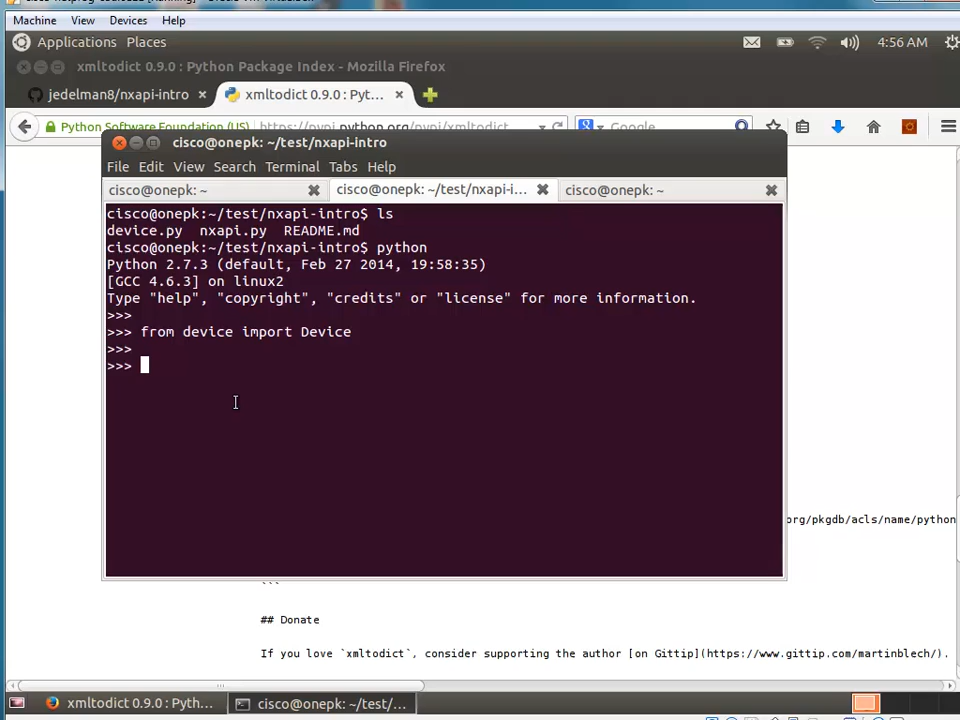 Machine View Devices Help
Applications Places 4:56 AM
xmltodict 0.9.0 : Python Package Index - Mozilla Firefox
jedelman8/nxapi-intro xmltodict 0.9.0 : Pyt...
Python Software Foundation (US) https://pypi.python.org/pypi/xmltodict Google
cisco@onepk: ~/test/nxapi-intro
File Edit View Search Terminal Tabs Help
cisco@onepk: ~ cisco@onepk: ~/test/nxapi-i... cisco@onepk: ~
cisco@onepk:~/test/nxapi-intro$ ls
device.py nxapi.py README.md
cisco@onepk:~/test/nxapi-intro$ python
Python 2.7.3 (default, Feb 27 2014, 19:58:35)
[GCC 4.6.3] on linux2
Type "help", "copyright", "credits" or "license" for more information.
>>>
>>> from device import Device
>>>
>>>
org/pkgdb/acls/name/python
```
## Donate
If you love `xmltodict`, consider supporting the author [on Gittip](https://www.gittip.com/martinblech/).
xmltodict 0.9.0 : Pyth... cisco@onepk: ~/test/...